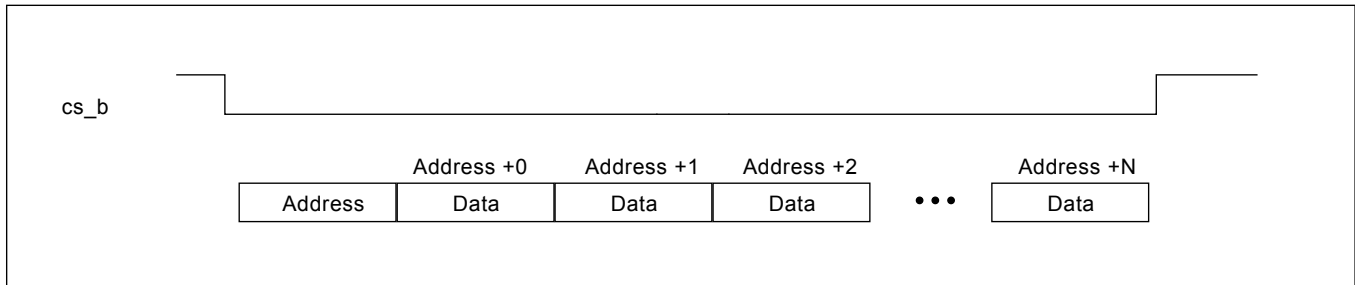 cs_b
Address +0 Address +1 Address +2 Address +N
Address Data Data Data ••• Data